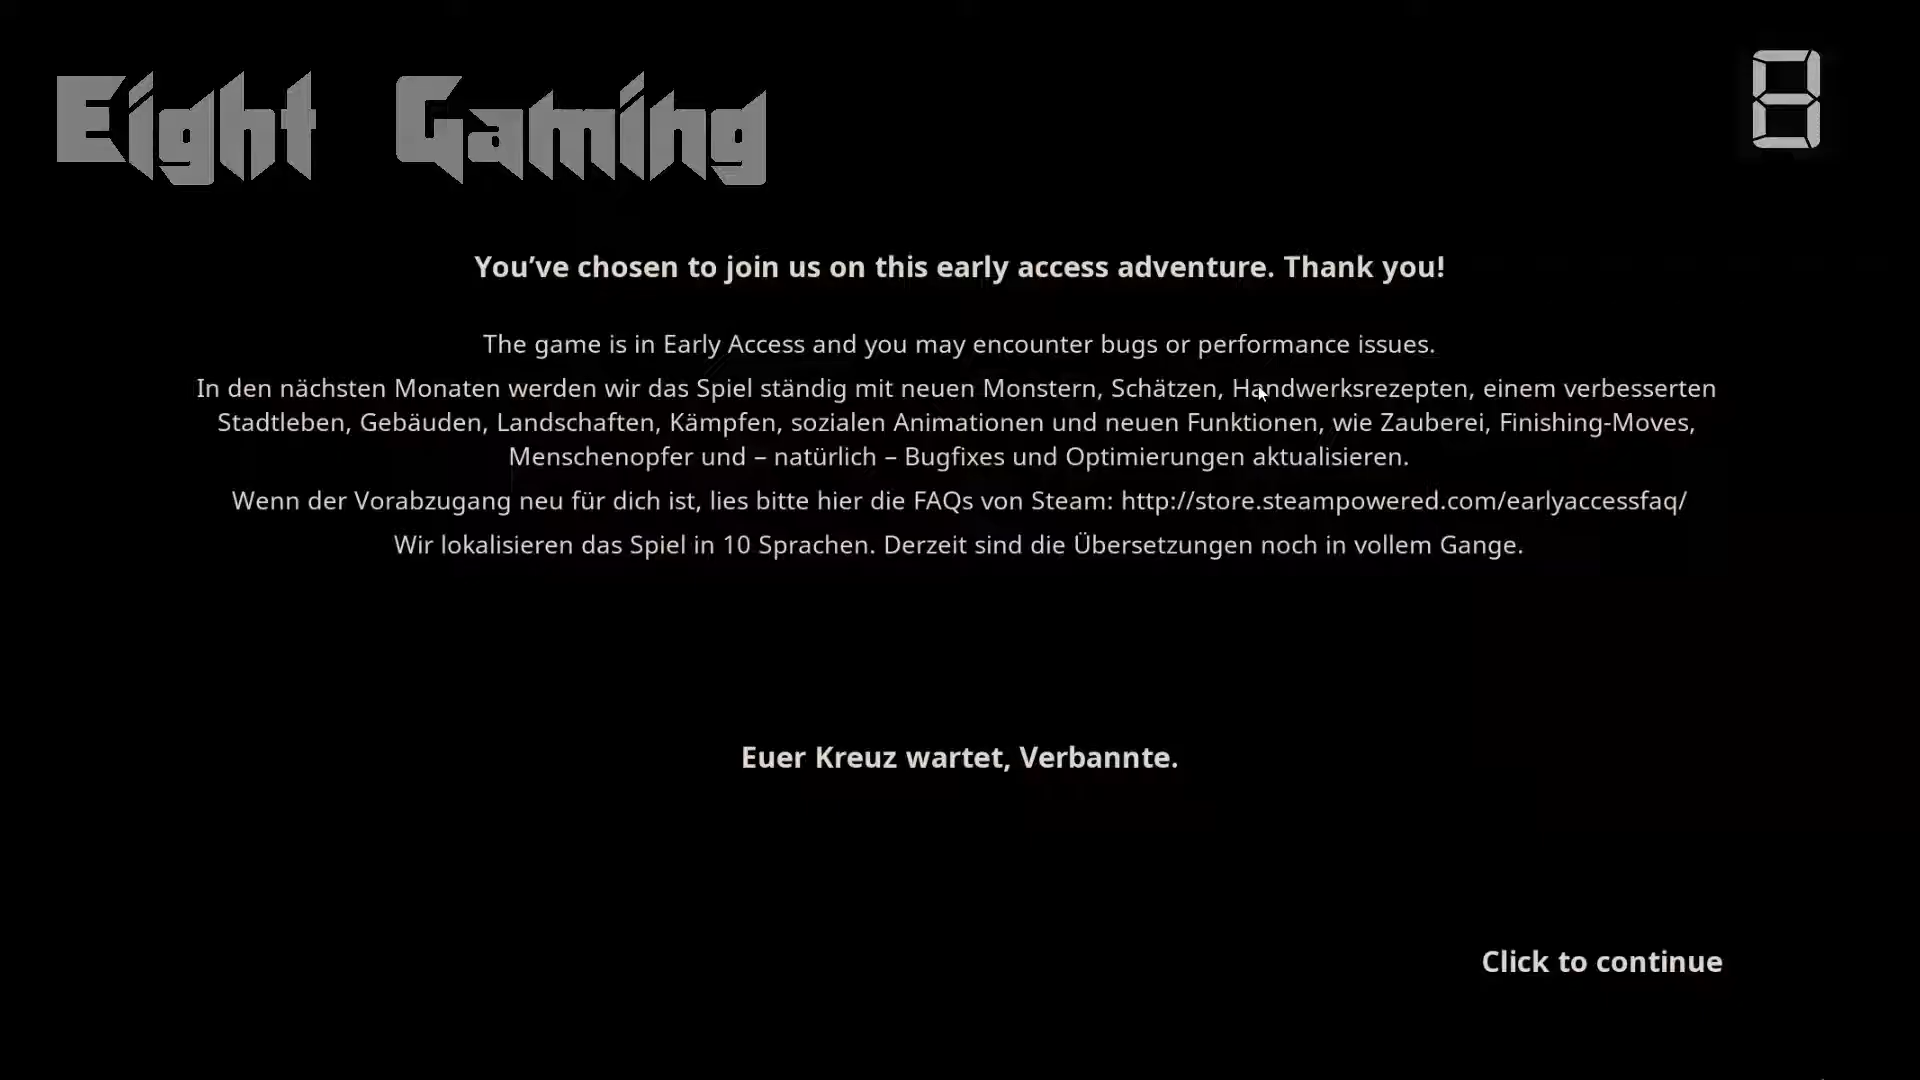 Eight Gaming
8
You’ve chosen to join us on this early access adventure. Thank you!
The game is in Early Access and you may encounter bugs or performance issues.
In den nächsten Monaten werden wir das Spiel ständig mit neuen Monstern, Schätzen, Handwerksrezepten, einem verbesserten
Stadtleben, Gebäuden, Landschaften, Kämpfen, sozialen Animationen und neuen Funktionen, wie Zauberei, Finishing-Moves,
Menschenopfer und – natürlich – Bugfixes und Optimierungen aktualisieren.
Wenn der Vorabzugang neu für dich ist, lies bitte hier die FAQs von Steam: http://store.steampowered.com/earlyaccessfaq/
Wir lokalisieren das Spiel in 10 Sprachen. Derzeit sind die Übersetzungen noch in vollem Gange.
Euer Kreuz wartet, Verbannte.
Click to continue